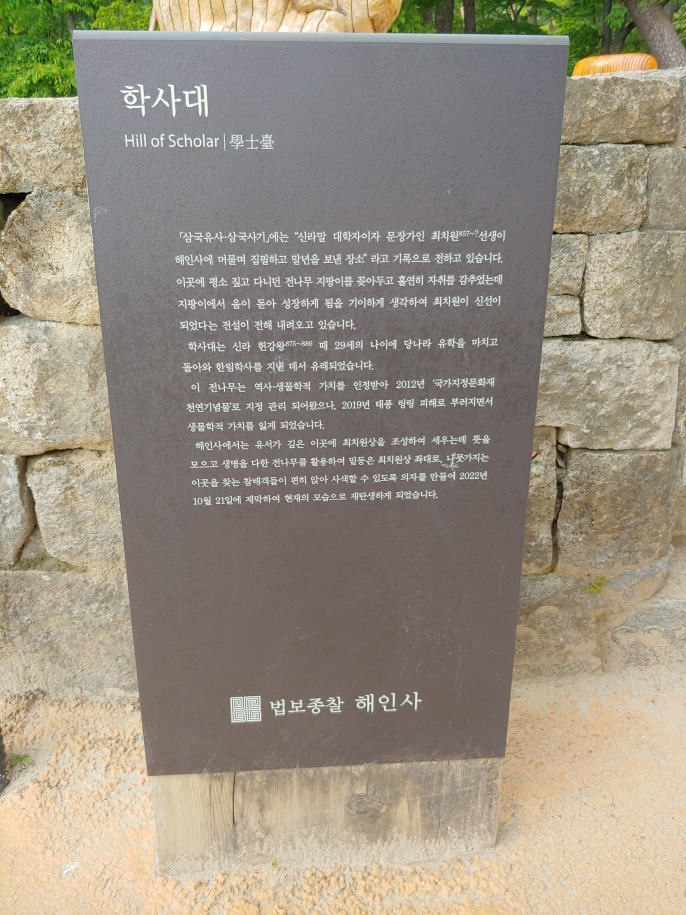 학사대
Hill of Scholar | 學士臺
「삼국유사·삼국사기」에는 "신라말 대학자이자 문장가인 최치원857~?선생이
해인사에 머물며 집필하고 말년을 보낸 장소" 라고 기록으로 전하고 있습니다.
이곳에 평소 짚고 다니던 전나무 지팡이를 꽂아두고 홀연히 자취를 감추었는데
지팡이에서 움이 돋아 성장하게 됨을 기이하게 생각하여 최치원이 신선이
되었다는 전설이 전해 내려오고 있습니다.
학사대는 신라 헌강왕875~886 때 29세의 나이에 당나라 유학을 마치고
돌아와 한림학사를 지낸 데서 유래되었습니다.
이 전나무는 역사·생물학적 가치를 인정받아 2012년 '국가지정문화재
천연기념물'로 지정 관리 되어왔으나, 2019년 태풍 링링 피해로 부러지면서
생물학적 가치를 잃게 되었습니다.
해인사에서는 유서가 깊은 이곳에 최치원상을 조성하여 세우는데 뜻을
모으고 생명을 다한 전나무를 활용하여 밑둥은 최치원상 좌대로, 나뭇가지는
이곳을 찾는 참배객들이 편히 앉아 사색할 수 있도록 의자를 만들어 2022년
10월 21일에 제막하여 현재의 모습으로 재탄생하게 되었습니다.
법보종찰 해인사